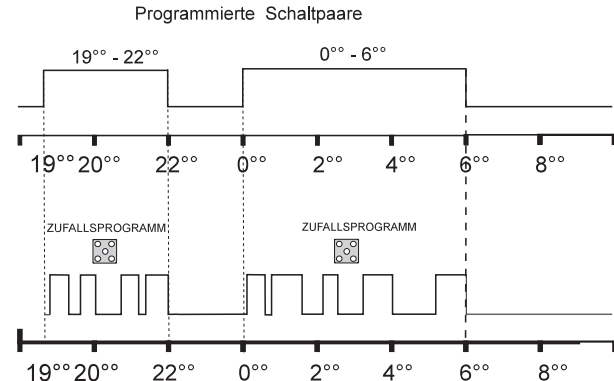 Programmierte Schaltpaare
19°° - 22°° 0°° - 6°°
19°° 20°° 22°° 0°° 2°° 4°° 6°° 8°°
ZUFALLSPROGRAMM ZUFALLSPROGRAMM
19°° 20°° 22°° 0°° 2°° 4°° 6°° 8°°